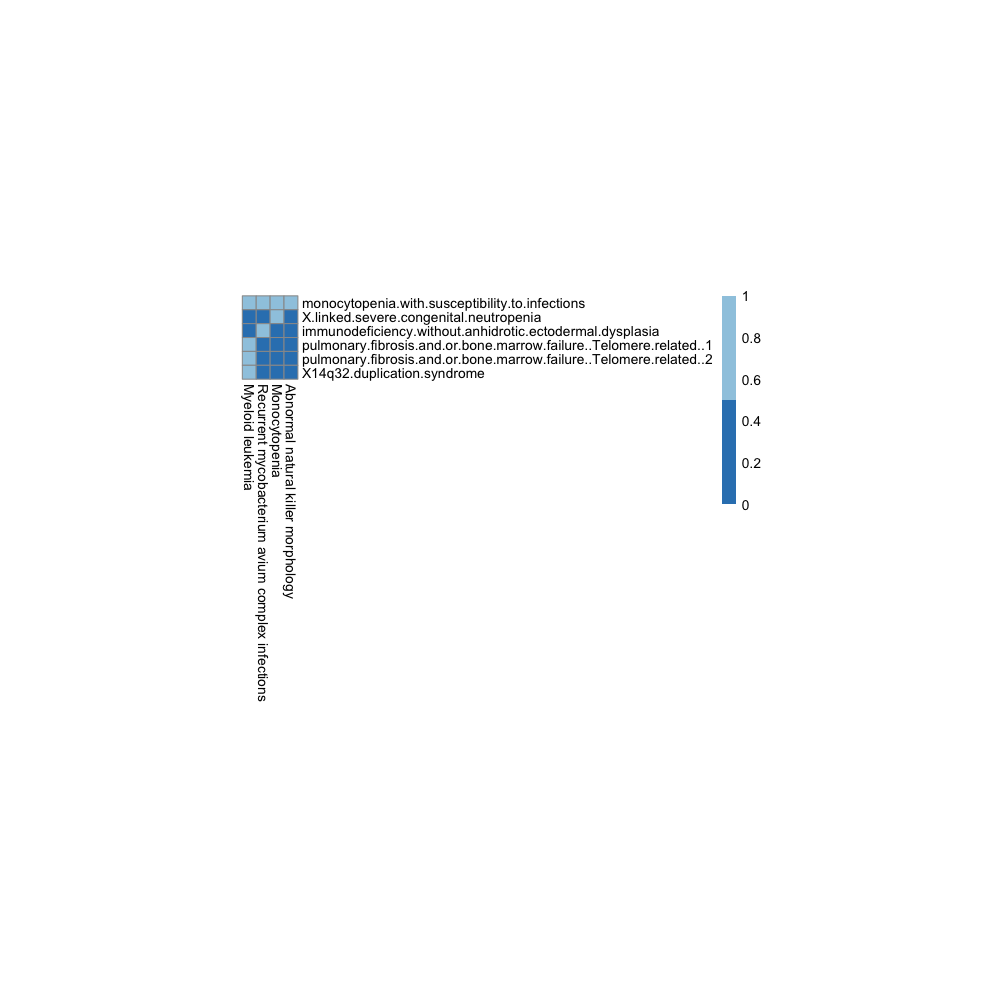 monocytopenia.with.susceptibility.to.infections
X.linked.severe.congenital.neutropenia
immunodeficiency.without.anhidrotic.ectodermal.dysplasia
pulmonary.fibrosis.and.or.bone.marrow.failure..Telomere.related..1
pulmonary.fibrosis.and.or.bone.marrow.failure..Telomere.related..2
X14q32.duplication.syndrome
Myeloid leukemia
Recurrent mycobacterium avium complex infections
Monocytopenia
Abnormal natural killer morphology
1
0.8
0.6
0.4
0.2
0